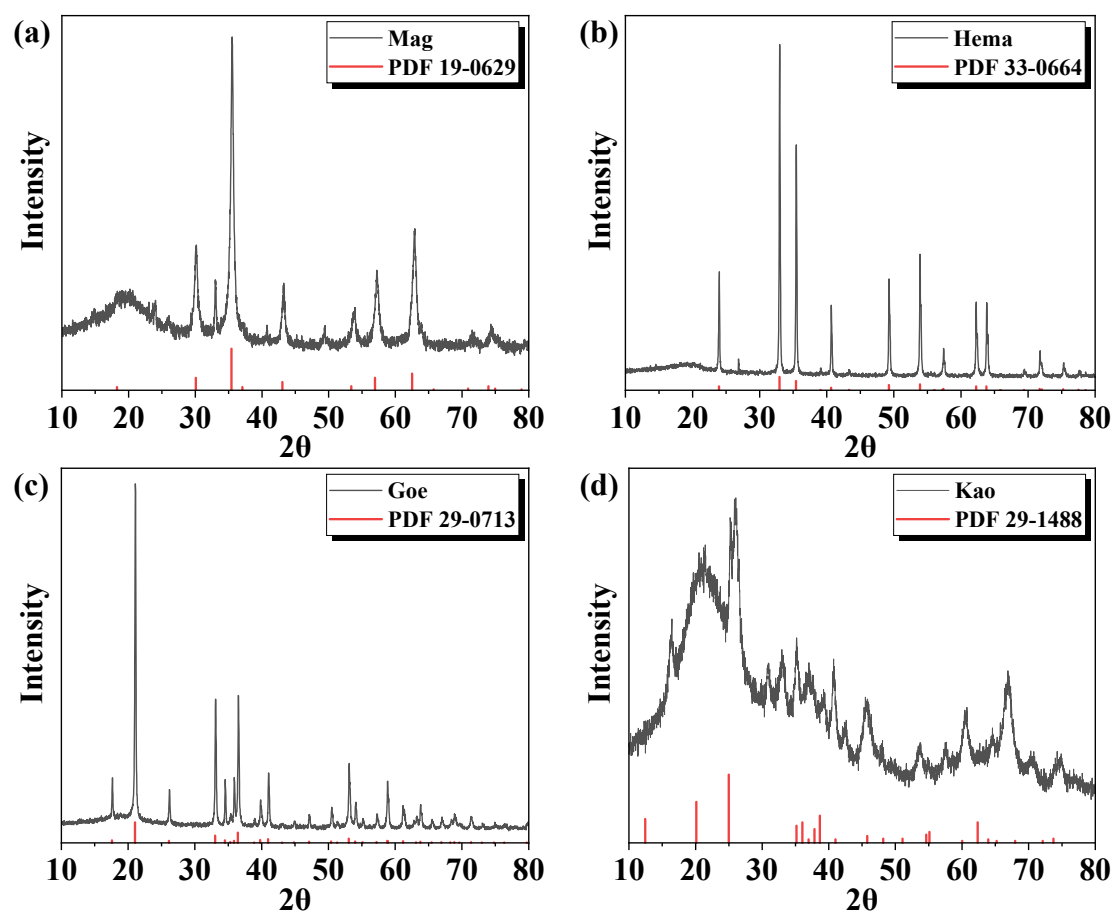 (a)
Mag
PDF 19-0629
Intensity
10 20 30 40 50 60 70 80
2θ
(b)
Hema
PDF 33-0664
Intensity
10 20 30 40 50 60 70 80
2θ
(c)
Goe
PDF 29-0713
Intensity
10 20 30 40 50 60 70 80
2θ
(d)
Kao
PDF 29-1488
Intensity
10 20 30 40 50 60 70 80
2θ